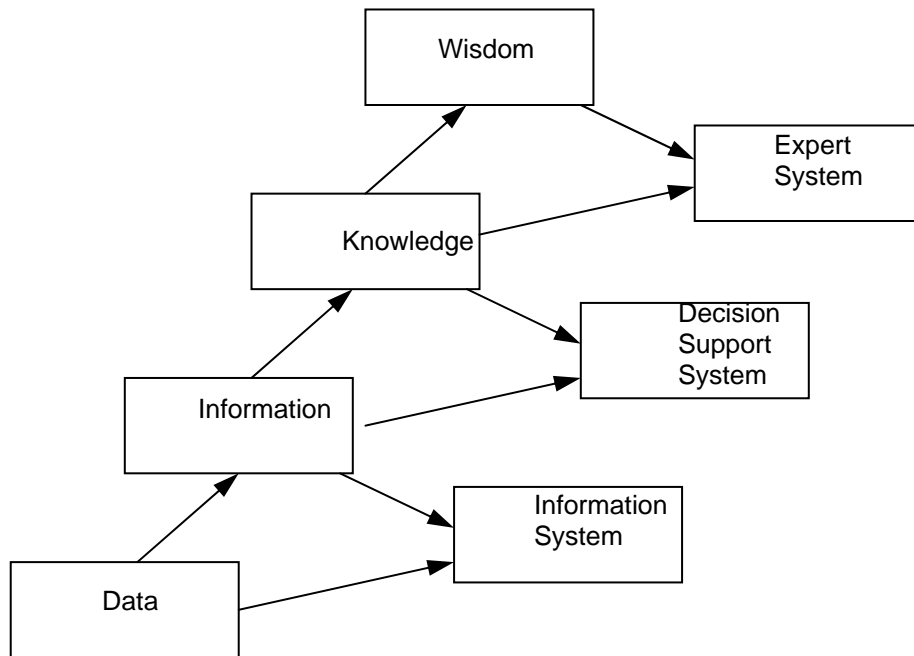 Wisdom
Expert
System
Knowledge
Decision
Support
System
Information
Information
System
Data